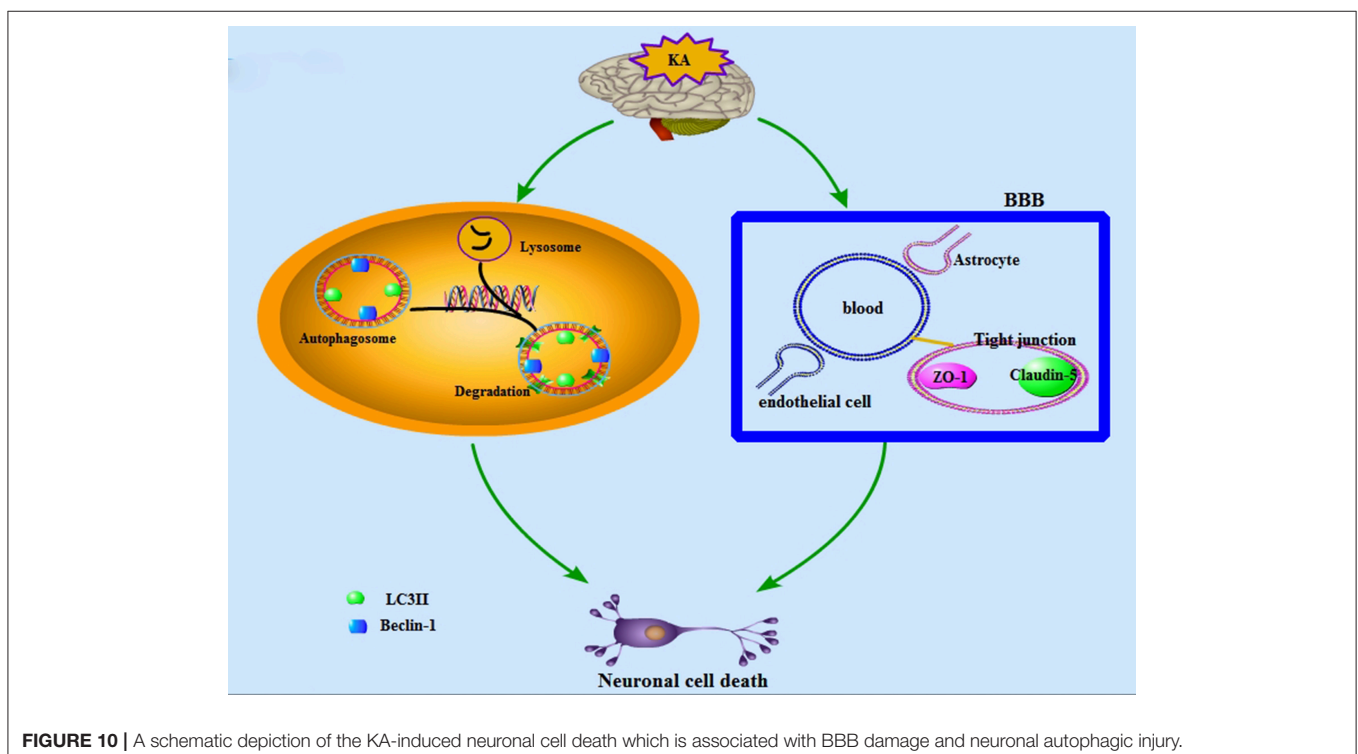 KA
BBB
Lysosome
Astrocyte
blood
Autophagosome
Tight junction
ZO-1
Claudin-5
Degradation
endothelial cell
LC3II
Beclin-1
Neuronal cell death
FIGURE 10 | A schematic depiction of the KA-induced neuronal cell death which is associated with BBB damage and neuronal autophagic injury.